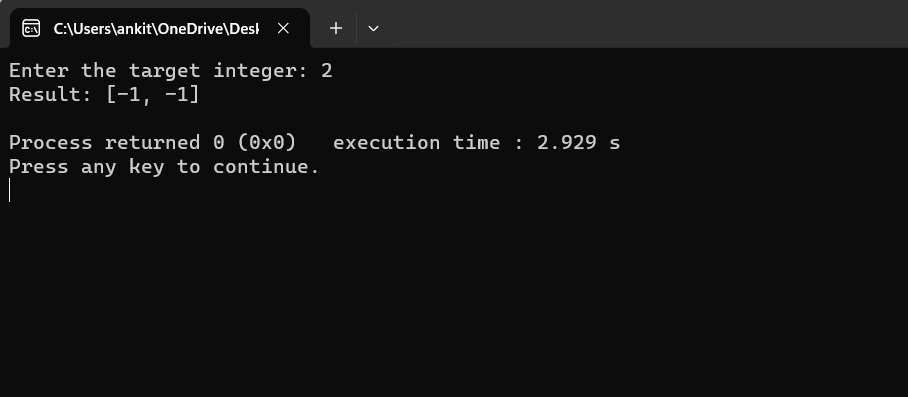 C:\Users\ankit\OneDrive\Desk
Enter the target integer: 2
Result: [-1, -1]
Process returned 0 (0x0)   execution time : 2.929 s
Press any key to continue.